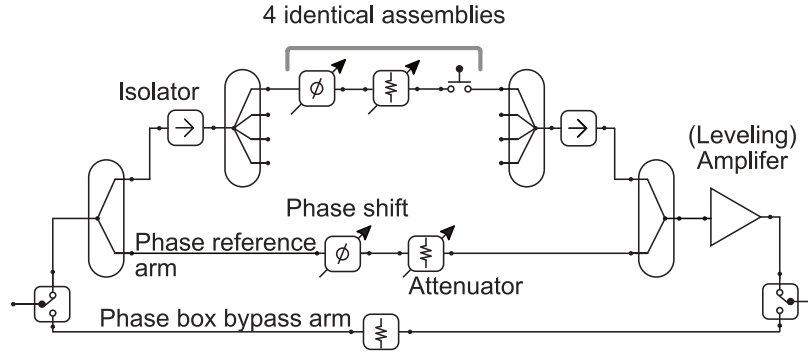 4 identical assemblies
ϕ
Isolator
(Leveling)
Amplifer
Phase shift
Phase reference
arm
ϕ
Attenuator
Phase box bypass arm